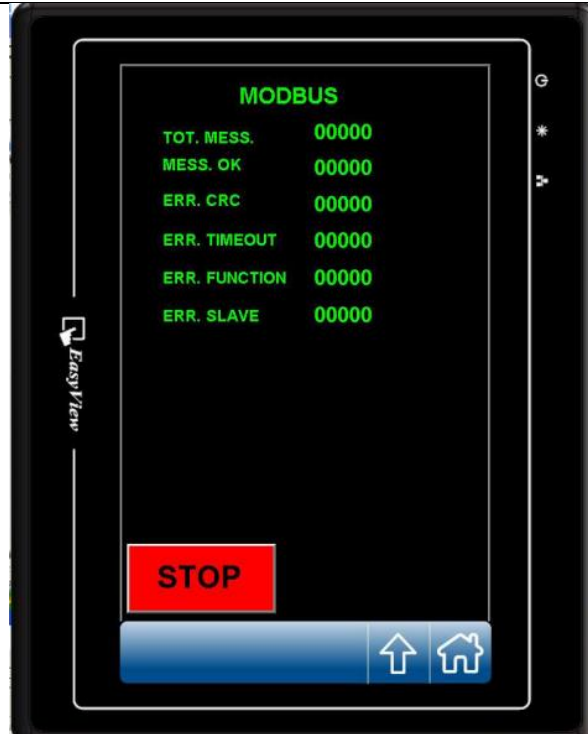 MODBUS
TOT. MESS. 00000
MESS. OK 00000
ERR. CRC 00000
ERR. TIMEOUT 00000
ERR. FUNCTION 00000
ERR. SLAVE 00000
EasyView
STOP